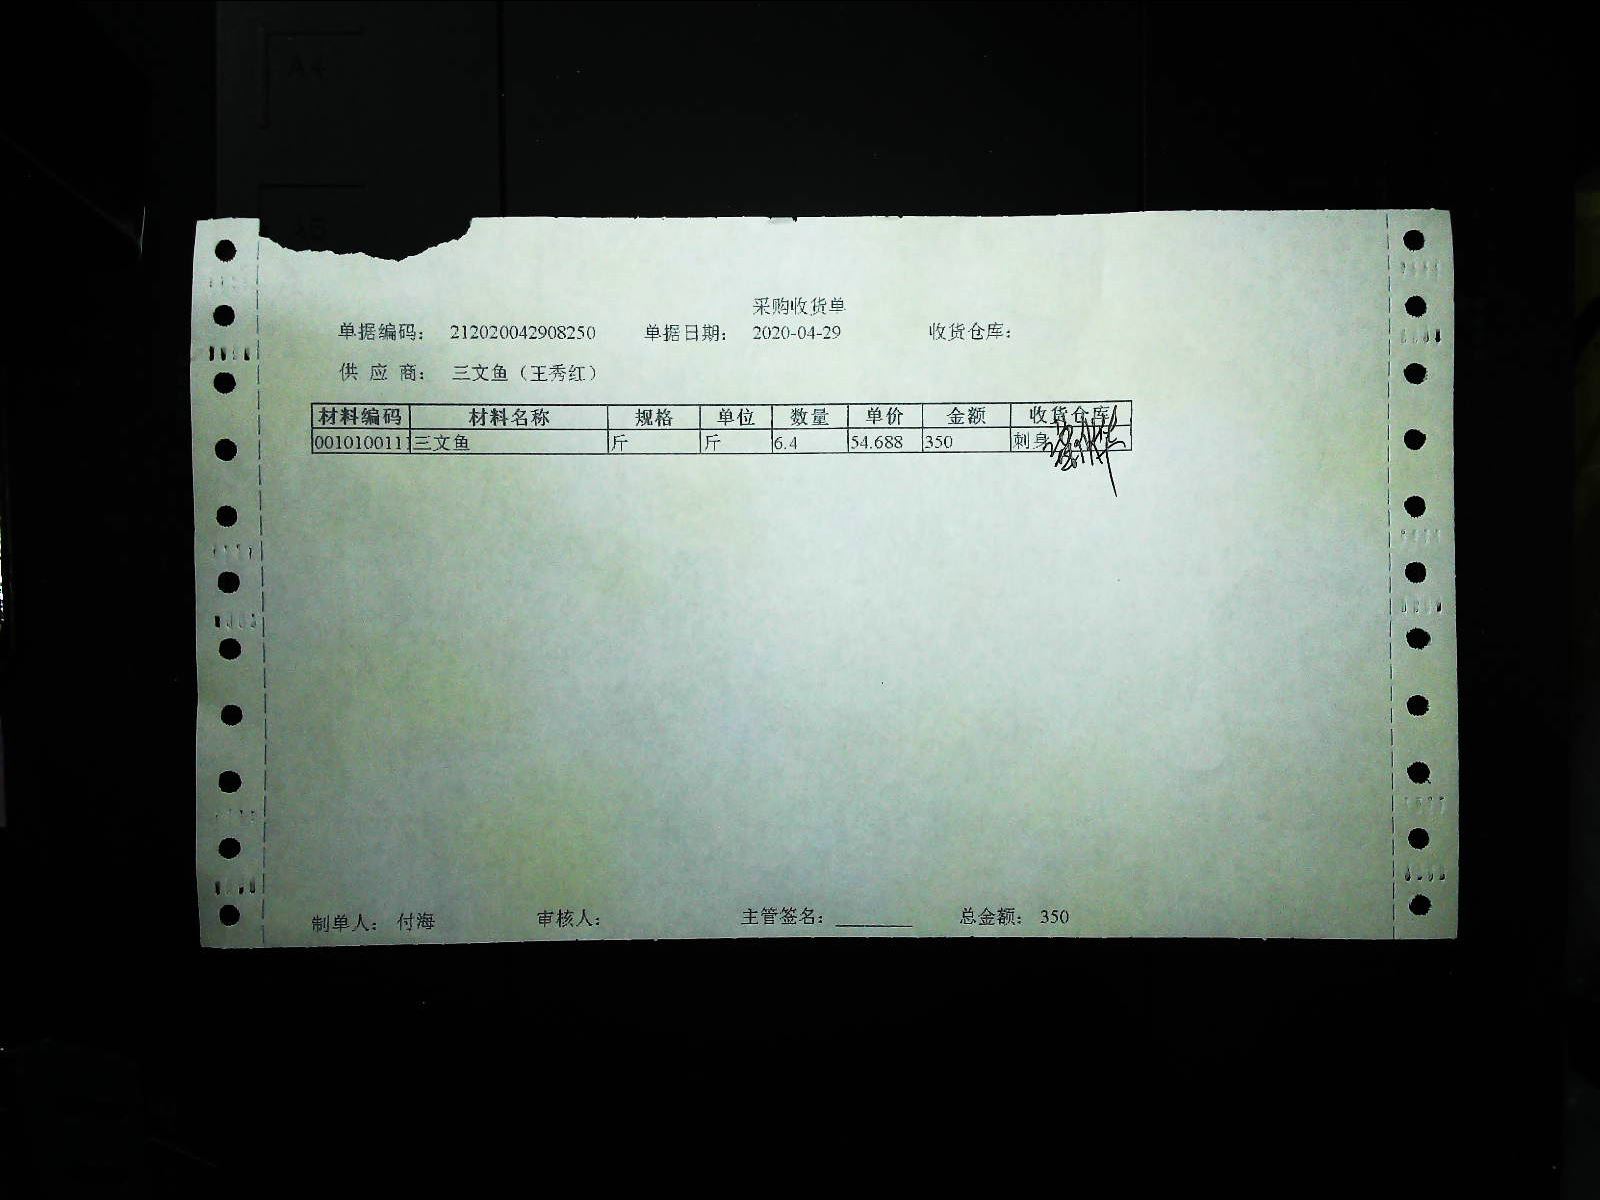 采购收货单
单据编码： 212020042908250 单据日期： 2020-04-29 收货仓库：
供 应 商： 三文鱼（王秀红）
材料编码 材料名称 规格 单位 数量 单价 金额 收货仓库
001010011 三文鱼 斤 斤 6.4 54.688 350 刺身
制单人： 付海 审核人： 主管签名： 总金额： 350